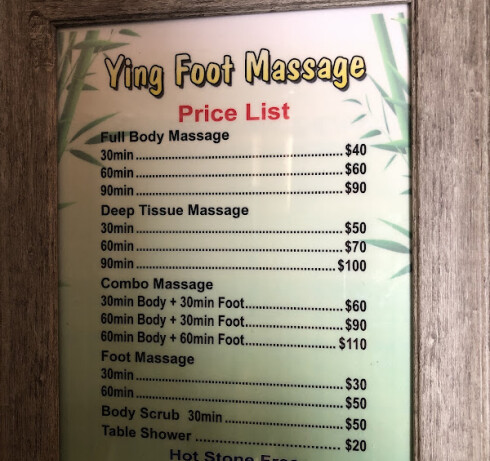 Ying Foot Massage
Price List
Full Body Massage
30min ........................................................ $40
60min ........................................................ $60
90min ........................................................ $90
Deep Tissue Massage
30min ........................................................ $50
60min ........................................................ $70
90min ...................................................... $100
Combo Massage
30min Body + 30min Foot........................... $60
60min Body + 30min Foot........................... $90
60min Body + 60min Foot......................... $110
Foot Massage
30min ........................................................ $30
60min ........................................................ $50
Body Scrub 30min ................................. $50
Table Shower ......................................... $20
Hot Stone